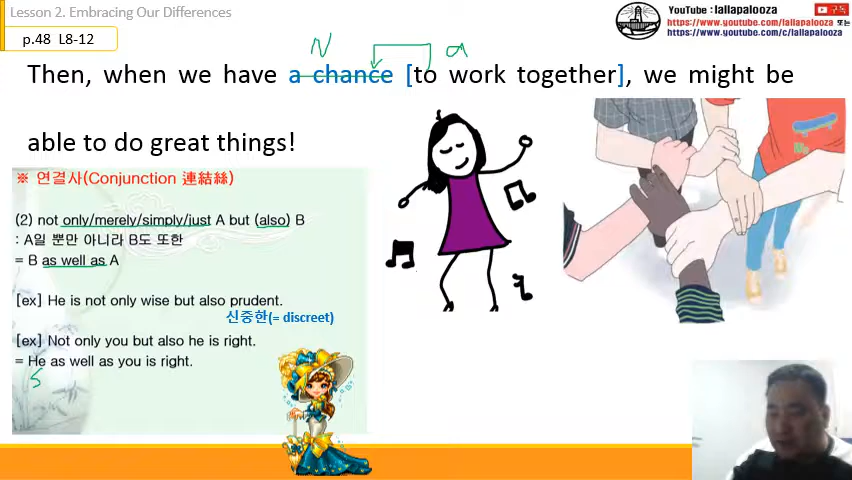 Lesson 2. Embracing Our Differences
p.48 L8-12
YouTube : lallapalooza
구독
https://www.youtube.com/lallapalooza 또는
https://www.youtube.com/c/lallapalooza
N
a
Then, when we have a chance [to work together], we might be
able to do great things!
※ 연결사(Conjunction 連結絲)
(2) not only/merely/simply/just A but (also) B
: A일 뿐만 아니라 B도 또한
= B as well as A
[ex] He is not only wise but also prudent.
신중한(= discreet)
[ex] Not only you but also he is right.
= He as well as you is right.
S